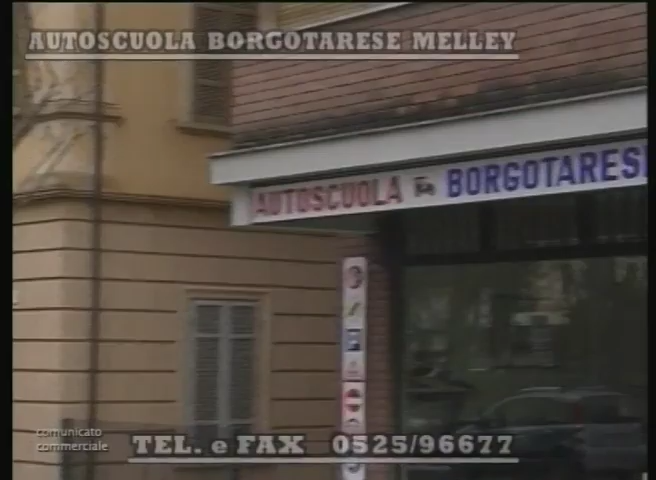 AUTOSCUOLA BORGOTARESE MELLEY
AUTOSCUOLA BORGOTARESE
comunicato
commerciale
TEL. e FAX 0525/96677